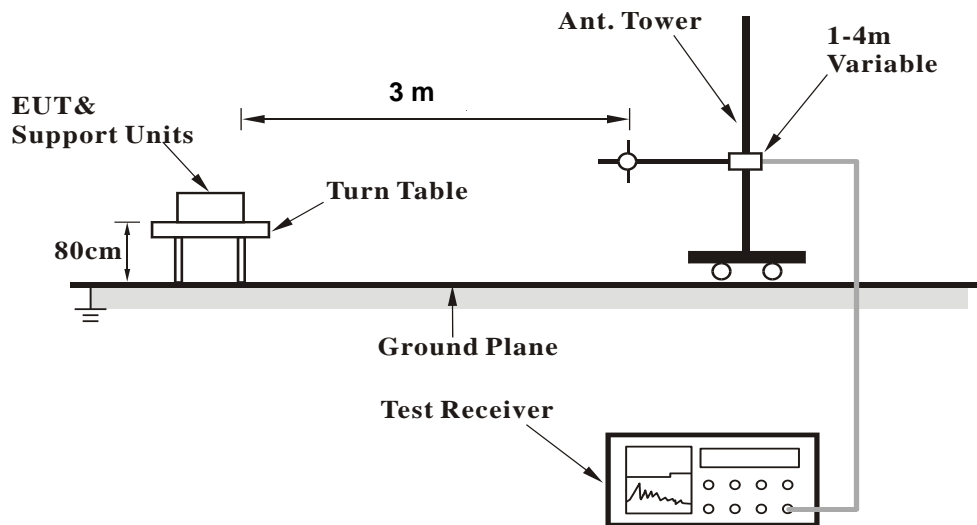 Ant. Tower
1-4m
Variable
3 m
EUT&
Support Units
Turn Table
80cm
Ground Plane
Test Receiver